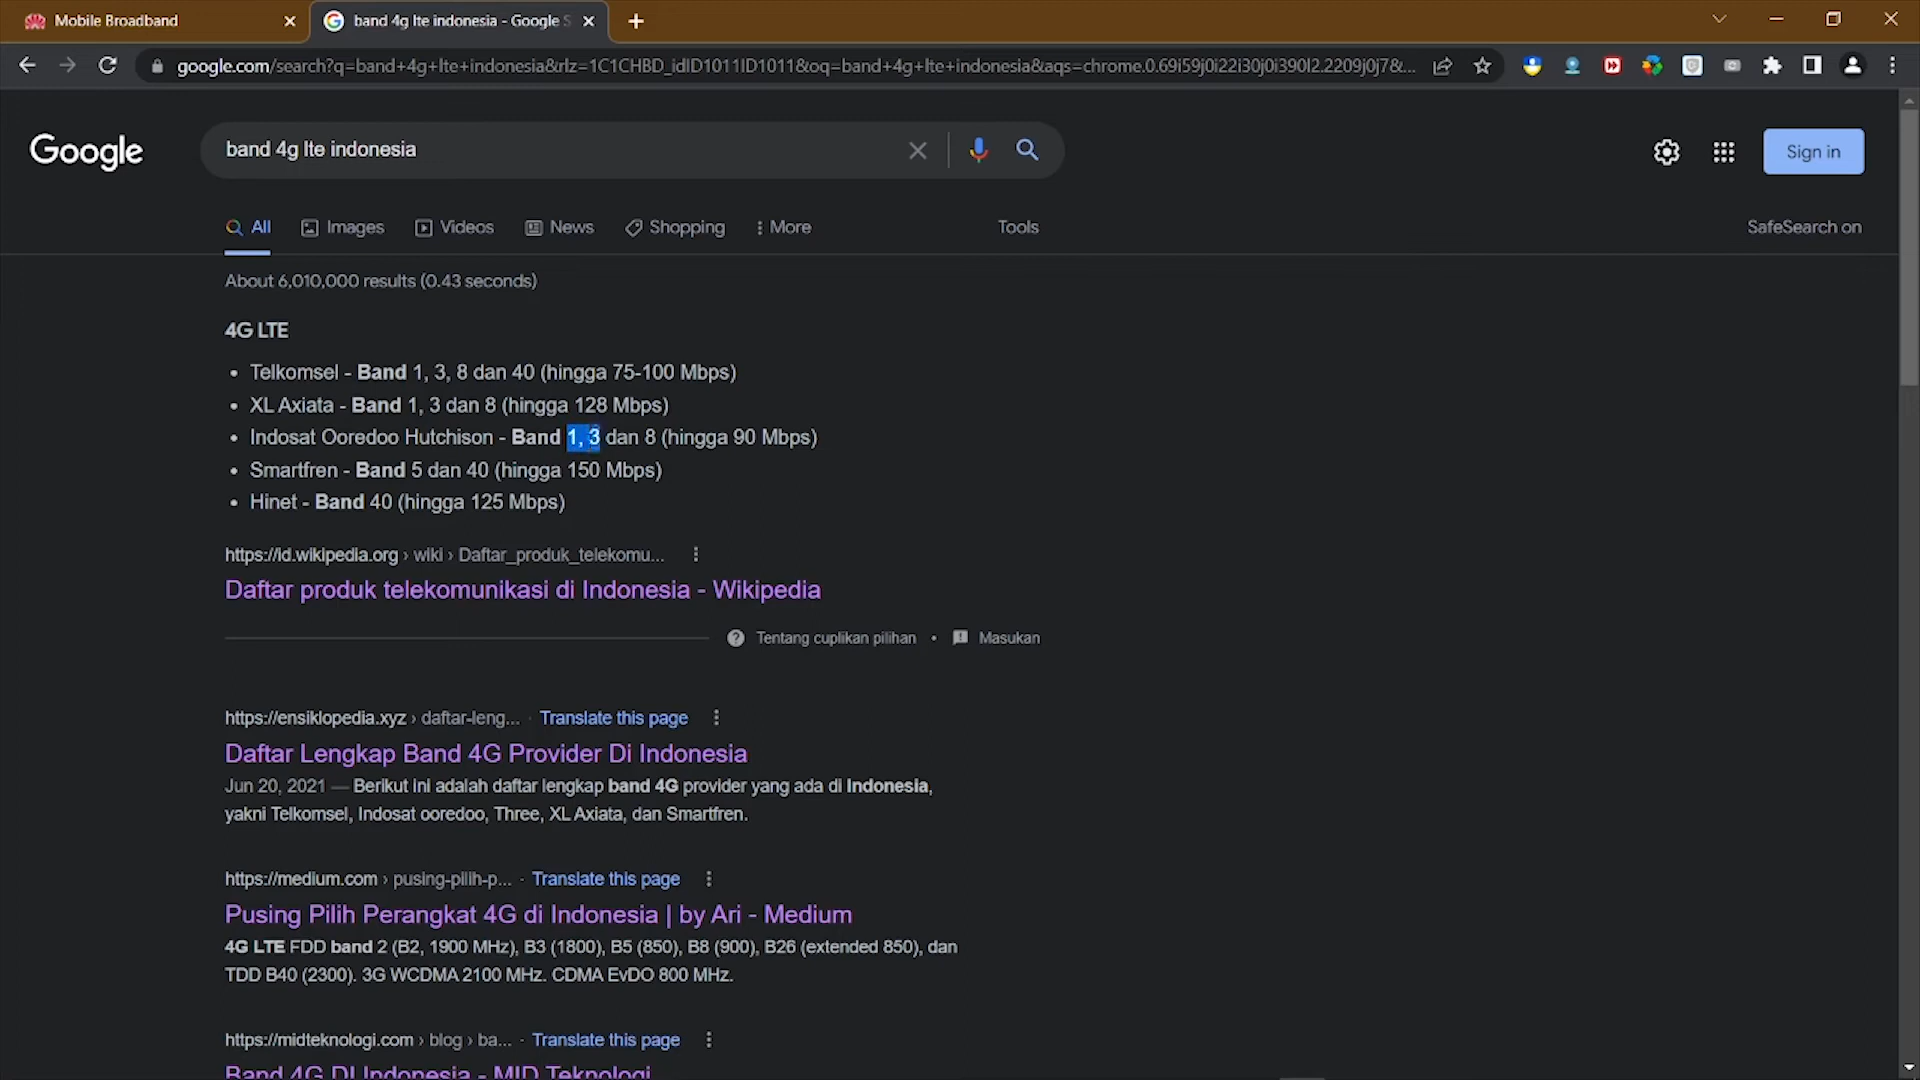 Mobile Broadband
band 4g lte indonesia - Google S
google.com/search?q=band+4g+lte+indonesia&rlz=1C1CHBD_idID1011ID1011&oq=band+4g+lte+indonesia&aqs=chrome.0.69i59j0i22i30j0i390l2.2209j0j7&...
Google
band 4g lte indonesia
Sign in
All Images Videos News Shopping More Tools SafeSearch on
About 6,010,000 results (0.43 seconds)
4G LTE
• Telkomsel - Band 1, 3, 8 dan 40 (hingga 75-100 Mbps)
• XL Axiata - Band 1, 3 dan 8 (hingga 128 Mbps)
• Indosat Ooredoo Hutchison - Band 1, 3 dan 8 (hingga 90 Mbps)
• Smartfren - Band 5 dan 40 (hingga 150 Mbps)
• Hinet - Band 40 (hingga 125 Mbps)
https://id.wikipedia.org › wiki › Daftar_produk_telekomu...
Daftar produk telekomunikasi di Indonesia - Wikipedia
Tentang cuplikan pilihan • Masukan
https://ensiklopedia.xyz › daftar-leng... · Translate this page
Daftar Lengkap Band 4G Provider Di Indonesia
Jun 20, 2021 — Berikut ini adalah daftar lengkap band 4G provider yang ada di Indonesia,
yakni Telkomsel, Indosat ooredoo, Three, XL Axiata, dan Smartfren.
https://medium.com › pusing-pilih-p... · Translate this page
Pusing Pilih Perangkat 4G di Indonesia | by Ari - Medium
4G LTE FDD band 2 (B2, 1900 MHz), B3 (1800), B5 (850), B8 (900), B26 (extended 850), dan
TDD B40 (2300). 3G WCDMA 2100 MHz. CDMA EvDO 800 MHz.
https://midteknologi.com › blog › ba... · Translate this page
Band 4G DI Indonesia - MID Teknologi